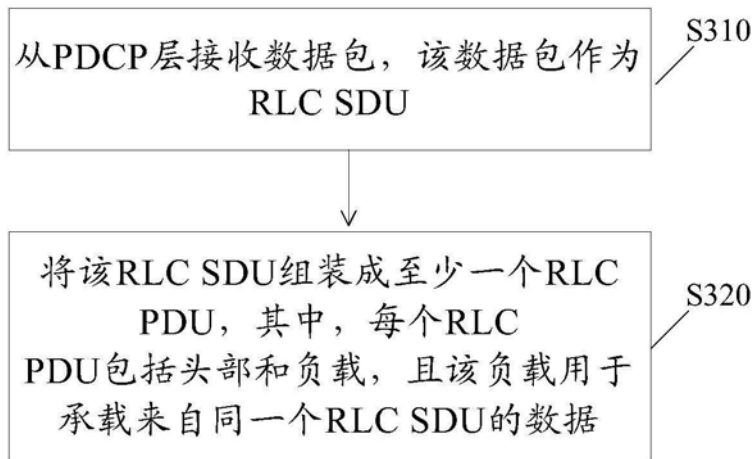 从PDCP层接收数据包，该数据包作为
RLC SDU
S310
将该RLC SDU组装成至少一个RLC
PDU，其中，每个RLC
PDU包括头部和负载，且该负载用于
承载来自同一个RLC SDU的数据
S320